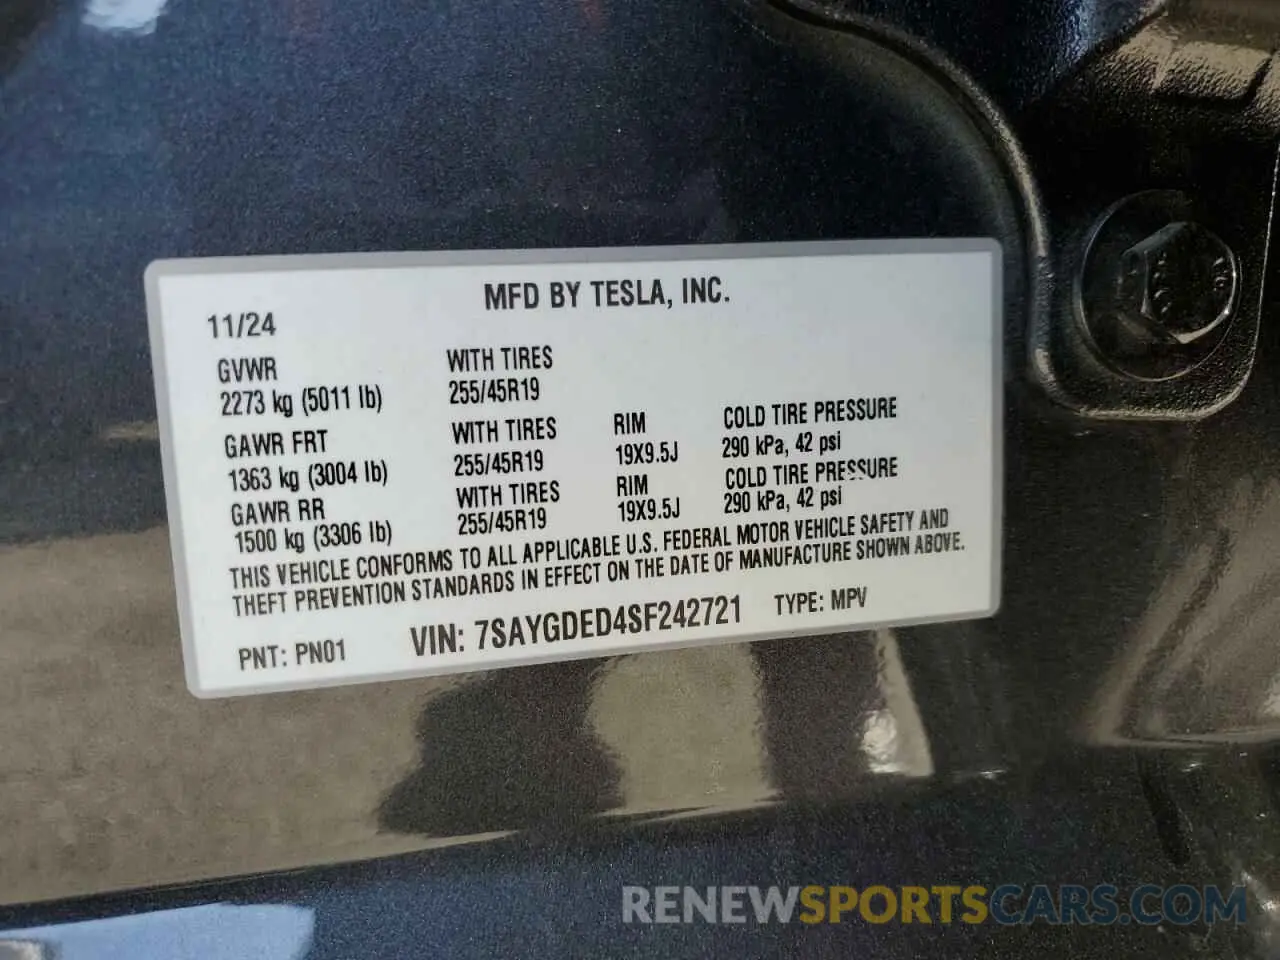 MFD BY TESLA, INC.
11/24
GVWR WITH TIRES
2273 kg (5011 lb) 255/45R19
GAWR FRT WITH TIRES RIM COLD TIRE PRESSURE
1363 kg (3004 lb) 255/45R19 19X9.5J 290 kPa, 42 psi
GAWR RR WITH TIRES RIM COLD TIRE PRESSURE
1500 kg (3306 lb) 255/45R19 19X9.5J 290 kPa, 42 psi
THIS VEHICLE CONFORMS TO ALL APPLICABLE U.S. FEDERAL MOTOR VEHICLE SAFETY AND
THEFT PREVENTION STANDARDS IN EFFECT ON THE DATE OF MANUFACTURE SHOWN ABOVE.
PNT: PN01 VIN: 7SAYGDED4SF242721 TYPE: MPV
RENEWSPORTSCARS.COM